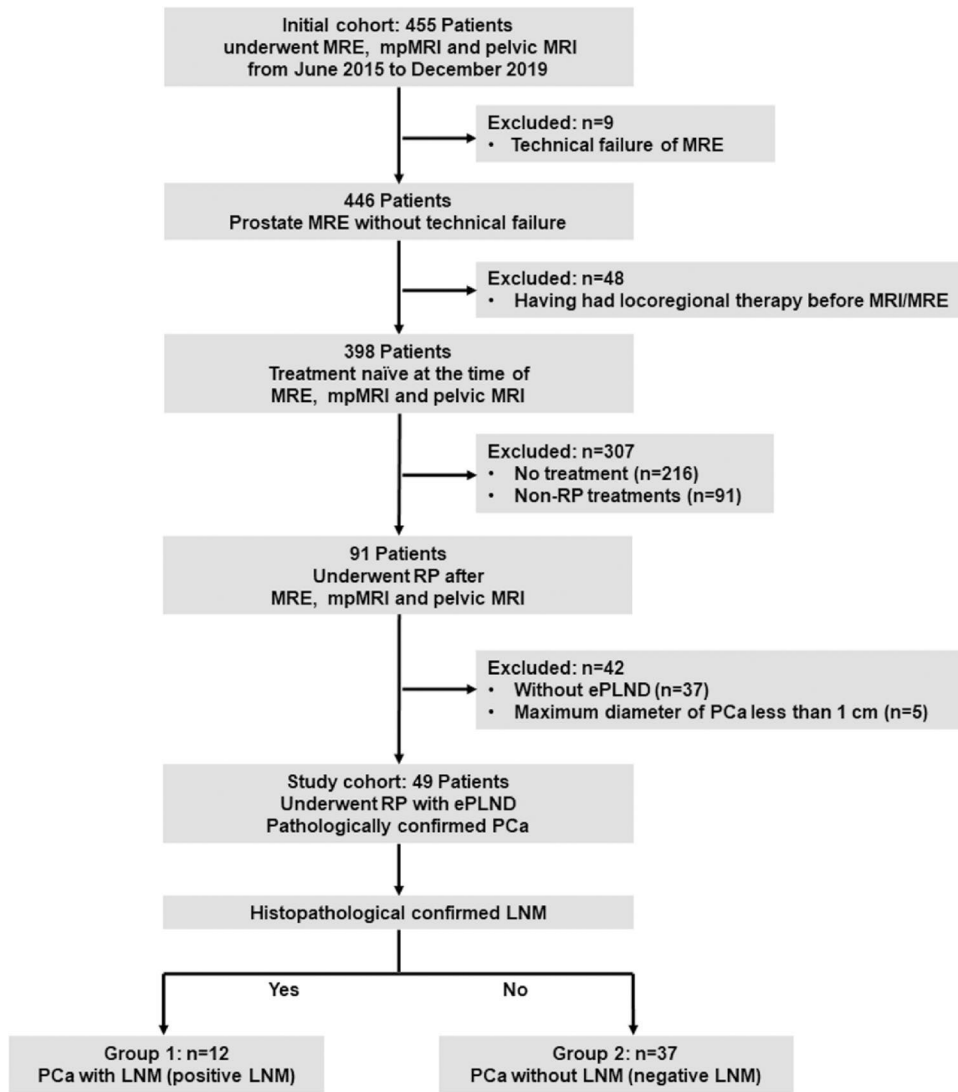 Initial cohort: 455 Patients
underwent MRE, mpMRI and pelvic MRI
from June 2015 to December 2019
Excluded: n=9
• Technical failure of MRE
446 Patients
Prostate MRE without technical failure
Excluded: n=48
• Having had locoregional therapy before MRI/MRE
398 Patients
Treatment naïve at the time of
MRE, mpMRI and pelvic MRI
Excluded: n=307
• No treatment (n=216)
• Non-RP treatments (n=91)
91 Patients
Underwent RP after
MRE, mpMRI and pelvic MRI
Excluded: n=42
• Without ePLND (n=37)
• Maximum diameter of PCa less than 1 cm (n=5)
Study cohort: 49 Patients
Underwent RP with ePLND
Pathologically confirmed PCa
Histopathological confirmed LNM
Yes
No
Group 1: n=12
PCa with LNM (positive LNM)
Group 2: n=37
PCa without LNM (negative LNM)